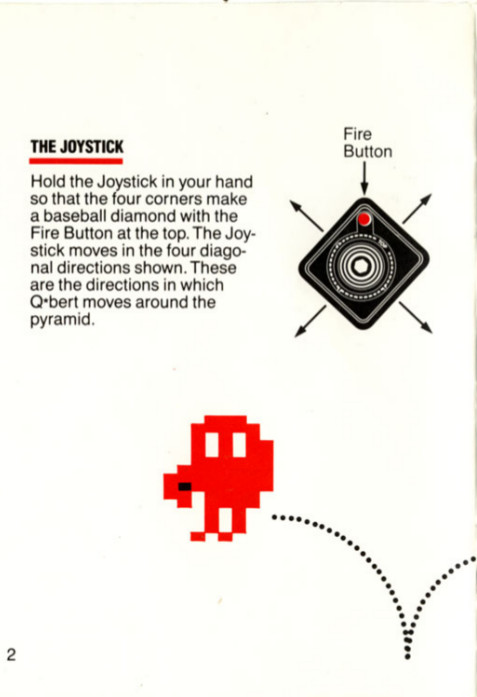 THE JOYSTICK
Hold the Joystick in your hand
so that the four corners make
a baseball diamond with the
Fire Button at the top. The Joy-
stick moves in the four diago-
nal directions shown. These
are the directions in which
Q*bert moves around the
pyramid.
Fire
Button
2